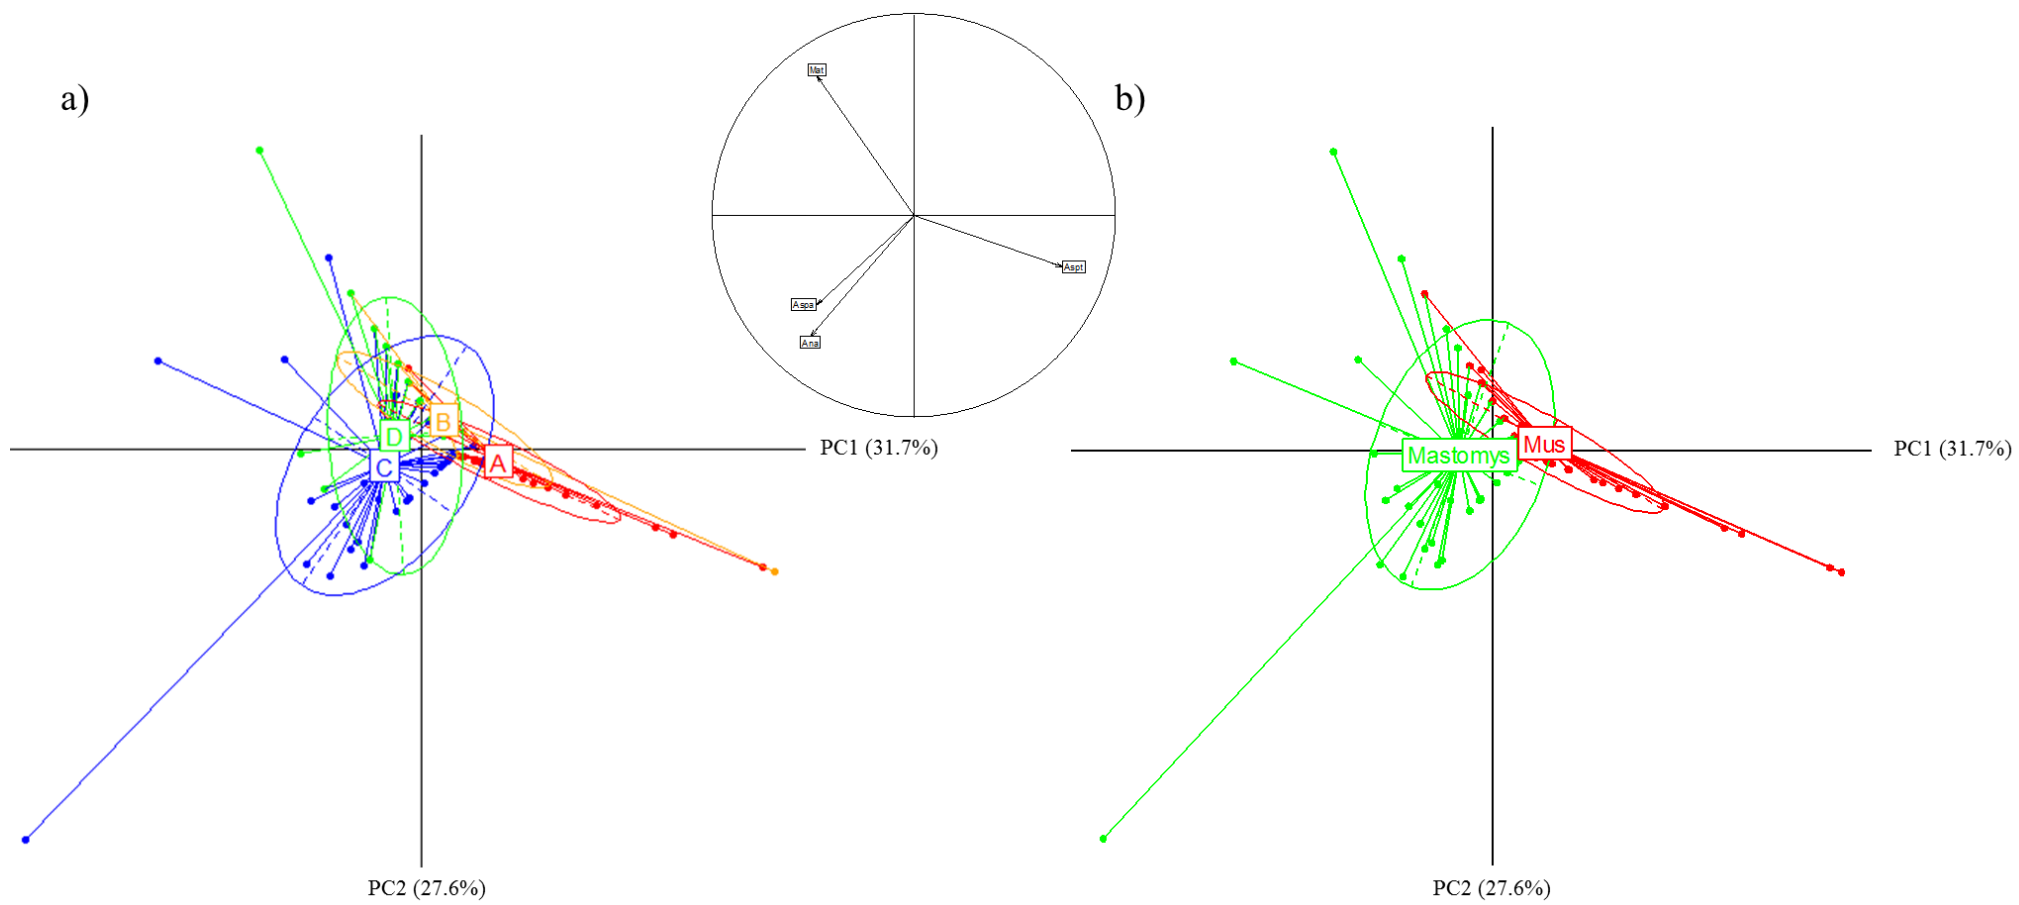 a)
Mat
Aspt
Aspa
Ana
D
B
C
A
PC1 (31.7%)
PC2 (27.6%)
b)
Mastomys
Mus
PC1 (31.7%)
PC2 (27.6%)